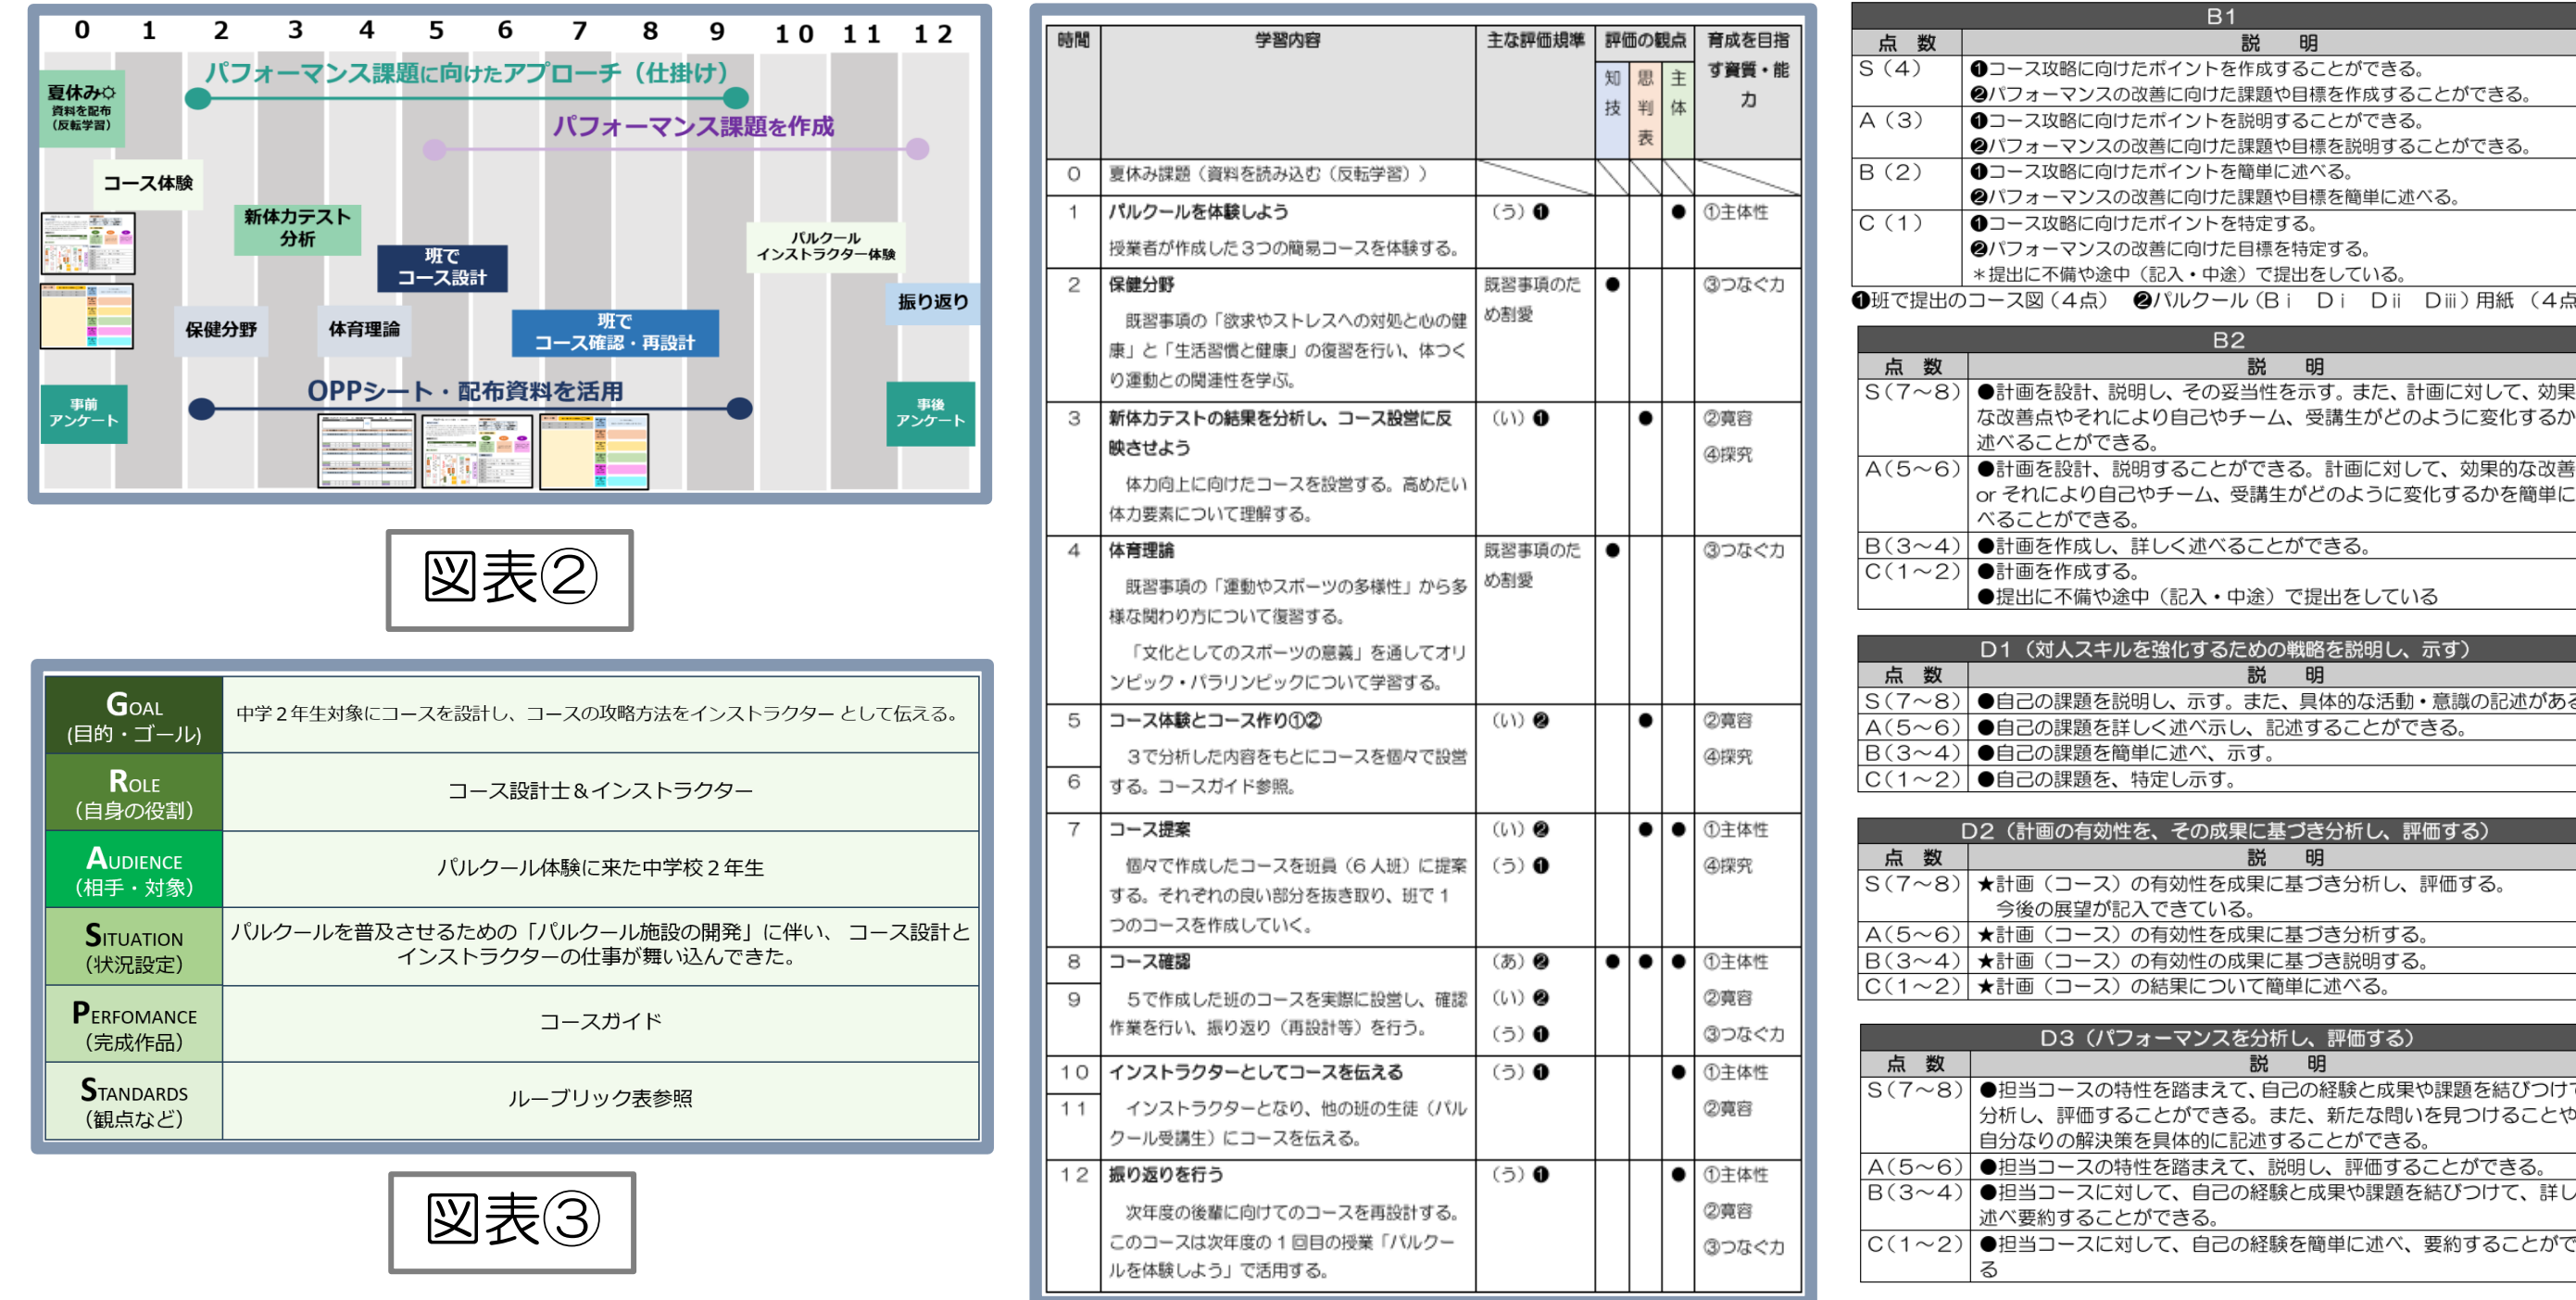 0 1 2 3 4 5 6 7 8 9 10 11 12
パフォーマンス課題に向けたアプローチ（仕掛け）
夏休み☼
資料を配布
（反転学習）
パフォーマンス課題を作成
コース体験
新体力テスト
分析
班で
コース設計
パルクール
インストラクター体験
振り返り
保健分野
体育理論
班で
コース確認・再設計
OPPシート・配布資料を活用
事前
アンケート
事後
アンケート
図表②
GOAL
(目的・ゴール)
中学２年生対象にコースを設計し、コースの攻略方法をインストラクター として伝える。
ROLE
（自身の役割）
コース設計士＆インストラクター
AUDIENCE
（相手・対象）
パルクール体験に来た中学校２年生
SITUATION
（状況設定）
パルクールを普及させるための「パルクール施設の開発」に伴い、 コース設計と
インストラクターの仕事が舞い込んできた。
PERFOMANCE
（完成作品）
コースガイド
STANDARDS
（観点など）
ルーブリック表参照
図表③
時間 学習内容 主な評価規準 評価の観点 育成を目指
す資質・能
力
知 思 主
技 判 体
表
0 夏休み課題（資料を読み込む（反転学習））
1 パルクールを体験しよう （う）❶ ● ①主体性
授業者が作成した３つの簡易コースを体験する。
2 保健分野 既習事項のた ● ③つなぐ力
既習事項の「欲求やストレスへの対処と心の健 め割愛
康」と「生活習慣と健康」の復習を行い、体つく
り運動との関連性を学ぶ。
3 新体力テストの結果を分析し、コース設営に反 （い）❶ ● ②寛容
映させよう ④探究
体力向上に向けたコースを設営する。高めたい
体力要素について理解する。
4 体育理論 既習事項のた ● ③つなぐ力
既習事項の「運動やスポーツの多様性」から多 め割愛
様な関わり方について復習する。
「文化としてのスポーツの意義」を通してオリ
ンピック・パラリンピックについて学習する。
5 コース体験とコース作り①② （い）❷ ● ②寛容
３で分析した内容をもとにコースを個々で設営 ④探究
6 する。コースガイド参照。
7 コース提案 （い）❷ ● ● ①主体性
個々で作成したコースを班員（６人班）に提案 （う）❶ ④探究
する。それぞれの良い部分を抜き取り、班で１
つのコースを作成していく。
8 コース確認 （あ）❷ ● ● ● ①主体性
9 ５で作成した班のコースを実際に設営し、確認 （い）❷ ②寛容
作業を行い、振り返り（再設計等）を行う。 （う）❶ ③つなぐ力
10 インストラクターとしてコースを伝える （う）❶ ● ①主体性
11 インストラクターとなり、他の班の生徒（パル ②寛容
クール受講生）にコースを伝える。
12 振り返りを行う （う）❶ ● ①主体性
次年度の後輩に向けてのコースを再設計する。 ②寛容
このコースは次年度の１回目の授業「パルクー ③つなぐ力
ルを体験しよう」で活用する。
B1
点 数 説 明
S（4） ❶コース攻略に向けたポイントを作成することができる。
❷パフォーマンスの改善に向けた課題や目標を作成することができる。
A（3） ❶コース攻略に向けたポイントを説明することができる。
❷パフォーマンスの改善に向けた課題や目標を説明することができる。
B（2） ❶コース攻略に向けたポイントを簡単に述べる。
❷パフォーマンスの改善に向けた課題や目標を簡単に述べる。
C（1） ❶コース攻略に向けたポイントを特定する。
❷パフォーマンスの改善に向けた目標を特定する。
＊提出に不備や途中（記入・中途）で提出をしている。
❶班で提出のコース図（４点） ❷パルクール（Bⅰ Dⅰ Dⅱ Dⅲ）用紙 （４点
B2
点 数 説 明
S（7～8） ●計画を設計、説明し、その妥当性を示す。また、計画に対して、効果
な改善点やそれにより自己やチーム、受講生がどのように変化するか
述べることができる。
A（5～6） ●計画を設計、説明することができる。計画に対して、効果的な改善
or それにより自己やチーム、受講生がどのように変化するかを簡単に
べることができる。
B（3～4） ●計画を作成し、詳しく述べることができる。
C（1～2） ●計画を作成する。
●提出に不備や途中（記入・中途）で提出をしている
D1（対人スキルを強化するための戦略を説明し、示す）
点 数 説 明
S（7～8） ●自己の課題を説明し、示す。また、具体的な活動・意識の記述がある
A（5～6） ●自己の課題を詳しく述べ示し、記述することができる。
B（3～4） ●自己の課題を簡単に述べ、示す。
C（1～2） ●自己の課題を、特定し示す。
D2（計画の有効性を、その成果に基づき分析し、評価する）
点 数 説 明
S（7～8） ★計画（コース）の有効性を成果に基づき分析し、評価する。
今後の展望が記入できている。
A（5～6） ★計画（コース）の有効性を成果に基づき分析する。
B（3～4） ★計画（コース）の有効性の成果に基づき説明する。
C（1～2） ★計画（コース）の結果について簡単に述べる。
D3（パフォーマンスを分析し、評価する）
点 数 説 明
S（7～8） ●担当コースの特性を踏まえて、自己の経験と成果や課題を結びつけて
分析し、評価することができる。また、新たな問いを見つけることや
自分なりの解決策を具体的に記述することができる。
A（5～6） ●担当コースの特性を踏まえて、説明し、評価することができる。
B（3～4） ●担当コースに対して、自己の経験と成果や課題を結びつけて、詳し
述べ要約することができる。
C（1～2） ●担当コースに対して、自己の経験を簡単に述べ、要約することがで
る